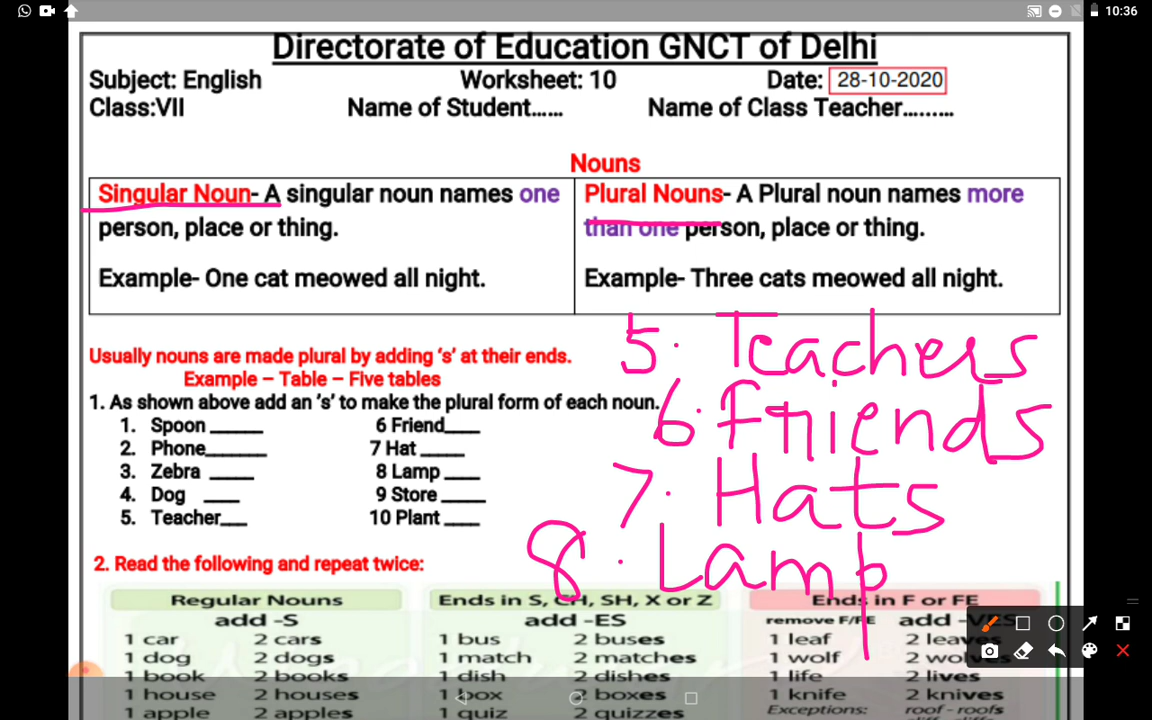 10:36
Directorate of Education GNCT of Delhi
Subject: English Worksheet: 10 Date: 28-10-2020
Class:VII Name of Student...... Name of Class Teacher.........
Nouns
Singular Noun- A singular noun names one
person, place or thing.
Example- One cat meowed all night.
Plural Nouns- A Plural noun names more
than one person, place or thing.
Example- Three cats meowed all night.
Usually nouns are made plural by adding ‘s’ at their ends.
Example – Table – Five tables
1. As shown above add an ’s’ to make the plural form of each noun.
1. Spoon ______
2. Phone_______
3. Zebra _____
4. Dog ____
5. Teacher___
6 Friend____
7 Hat _____
8 Lamp ____
9 Store _____
10 Plant ____
5. Teachers
6. Friends
7. Hats
8. Lamp
2. Read the following and repeat twice:
Regular Nouns
add -S
1 car 2 cars
1 dog 2 dogs
1 book 2 books
1 house 2 houses
1 apple 2 apples
Ends in S, CH, SH, X or Z
add -ES
1 bus 2 buses
1 match 2 matches
1 dish 2 dishes
1 box 2 boxes
1 quiz 2 quizzes
Ends in F or FE
remove F/FE add -VES
1 leaf 2 leaves
1 wolf 2 wolves
1 life 2 lives
1 knife 2 knives
Exceptions: roof - roofs